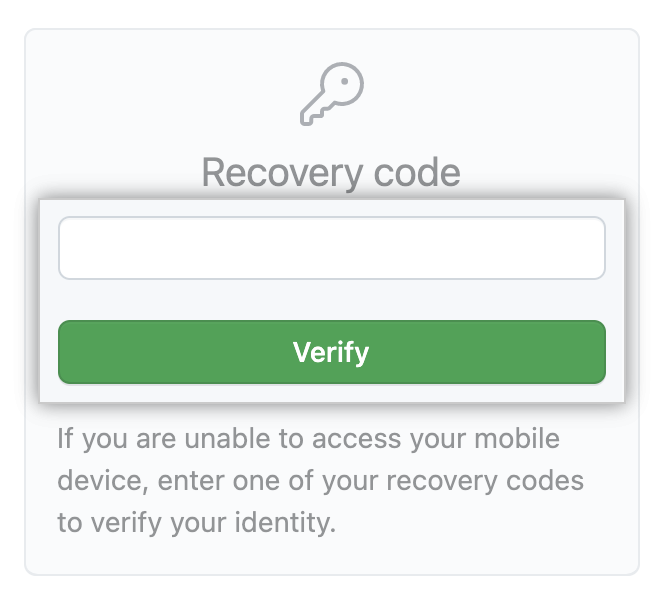 Recovery code
Verify
If you are unable to access your mobile
device, enter one of your recovery codes
to verify your identity.